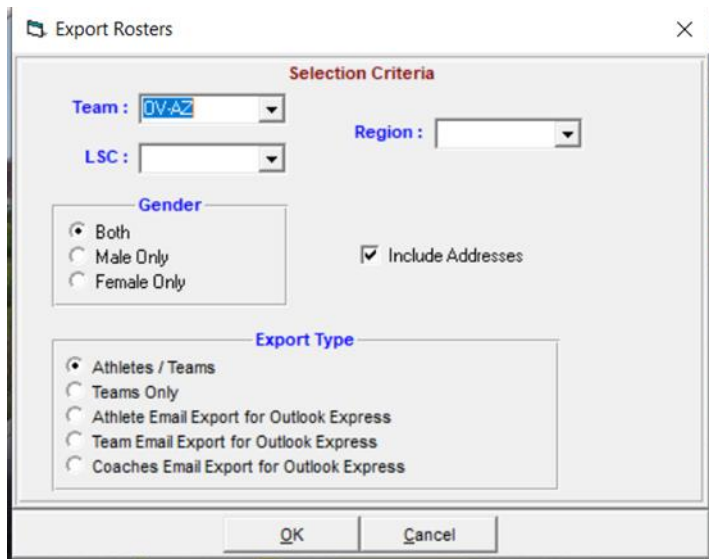 Export Rosters
Selection Criteria
Team : OV-AZ
Region :
LSC :
Gender
Both
Male Only
Female Only
Include Addresses
Export Type
Athletes / Teams
Teams Only
Athlete Email Export for Outlook Express
Team Email Export for Outlook Express
Coaches Email Export for Outlook Express
OK Cancel